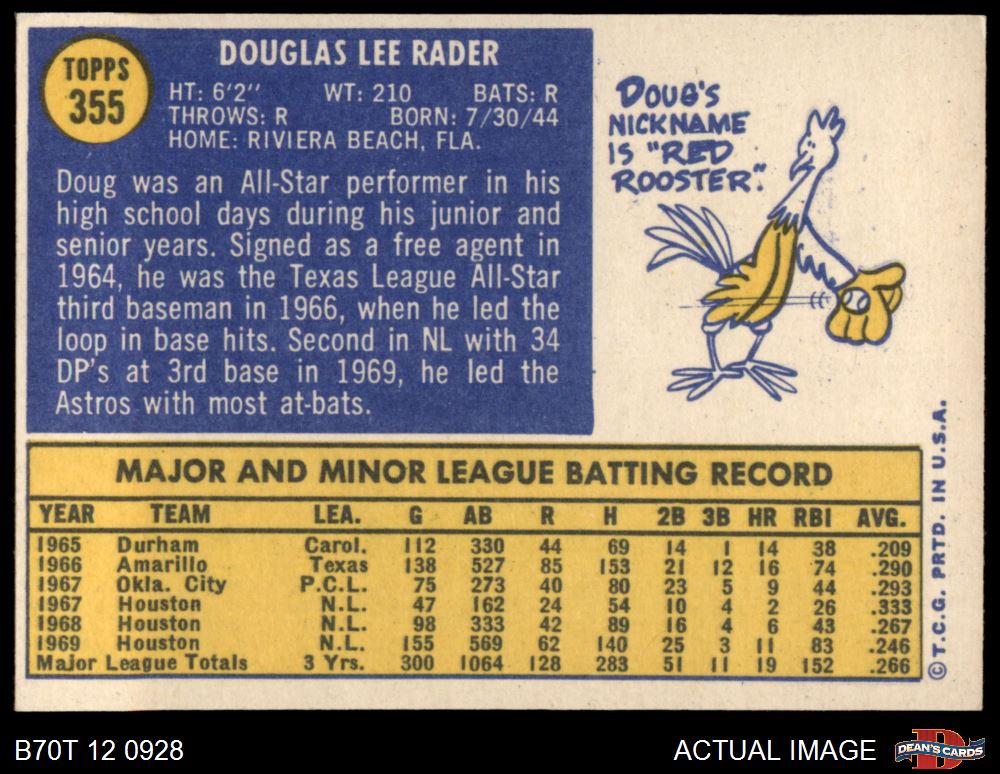 TOPPS
355
DOUGLAS LEE RADER
HT: 6'2" WT: 210 BATS: R
THROWS: R BORN: 7/30/44
HOME: RIVIERA BEACH, FLA.
Doug was an All-Star performer in his
high school days during his junior and
senior years. Signed as a free agent in
1964, he was the Texas League All-Star
third baseman in 1966, when he led the
loop in base hits. Second in NL with 34
DP's at 3rd base in 1969, he led the
Astros with most at-bats.
DOUG'S
NICKNAME
IS "RED
ROOSTER."
MAJOR AND MINOR LEAGUE BATTING RECORD
YEAR TEAM LEA. G AB R H 2B 3B HR RBI AVG.
1965 Durham Carol. 112 330 44 69 14 1 14 38 .209
1966 Amarillo Texas 138 527 85 153 21 12 16 74 .290
1967 Okla. City P.C.L. 75 273 40 80 23 5 9 44 .293
1967 Houston N.L. 47 162 24 54 10 4 2 26 .333
1968 Houston N.L. 98 333 42 89 16 4 6 43 .267
1969 Houston N.L. 155 569 62 140 25 3 11 83 .246
Major League Totals 3 Yrs. 300 1064 128 283 51 11 19 152 .266
© T.C.G. PRTD. IN U.S.A.
B70T 12 0928
ACTUAL IMAGE
D
DEAN'S CARDS